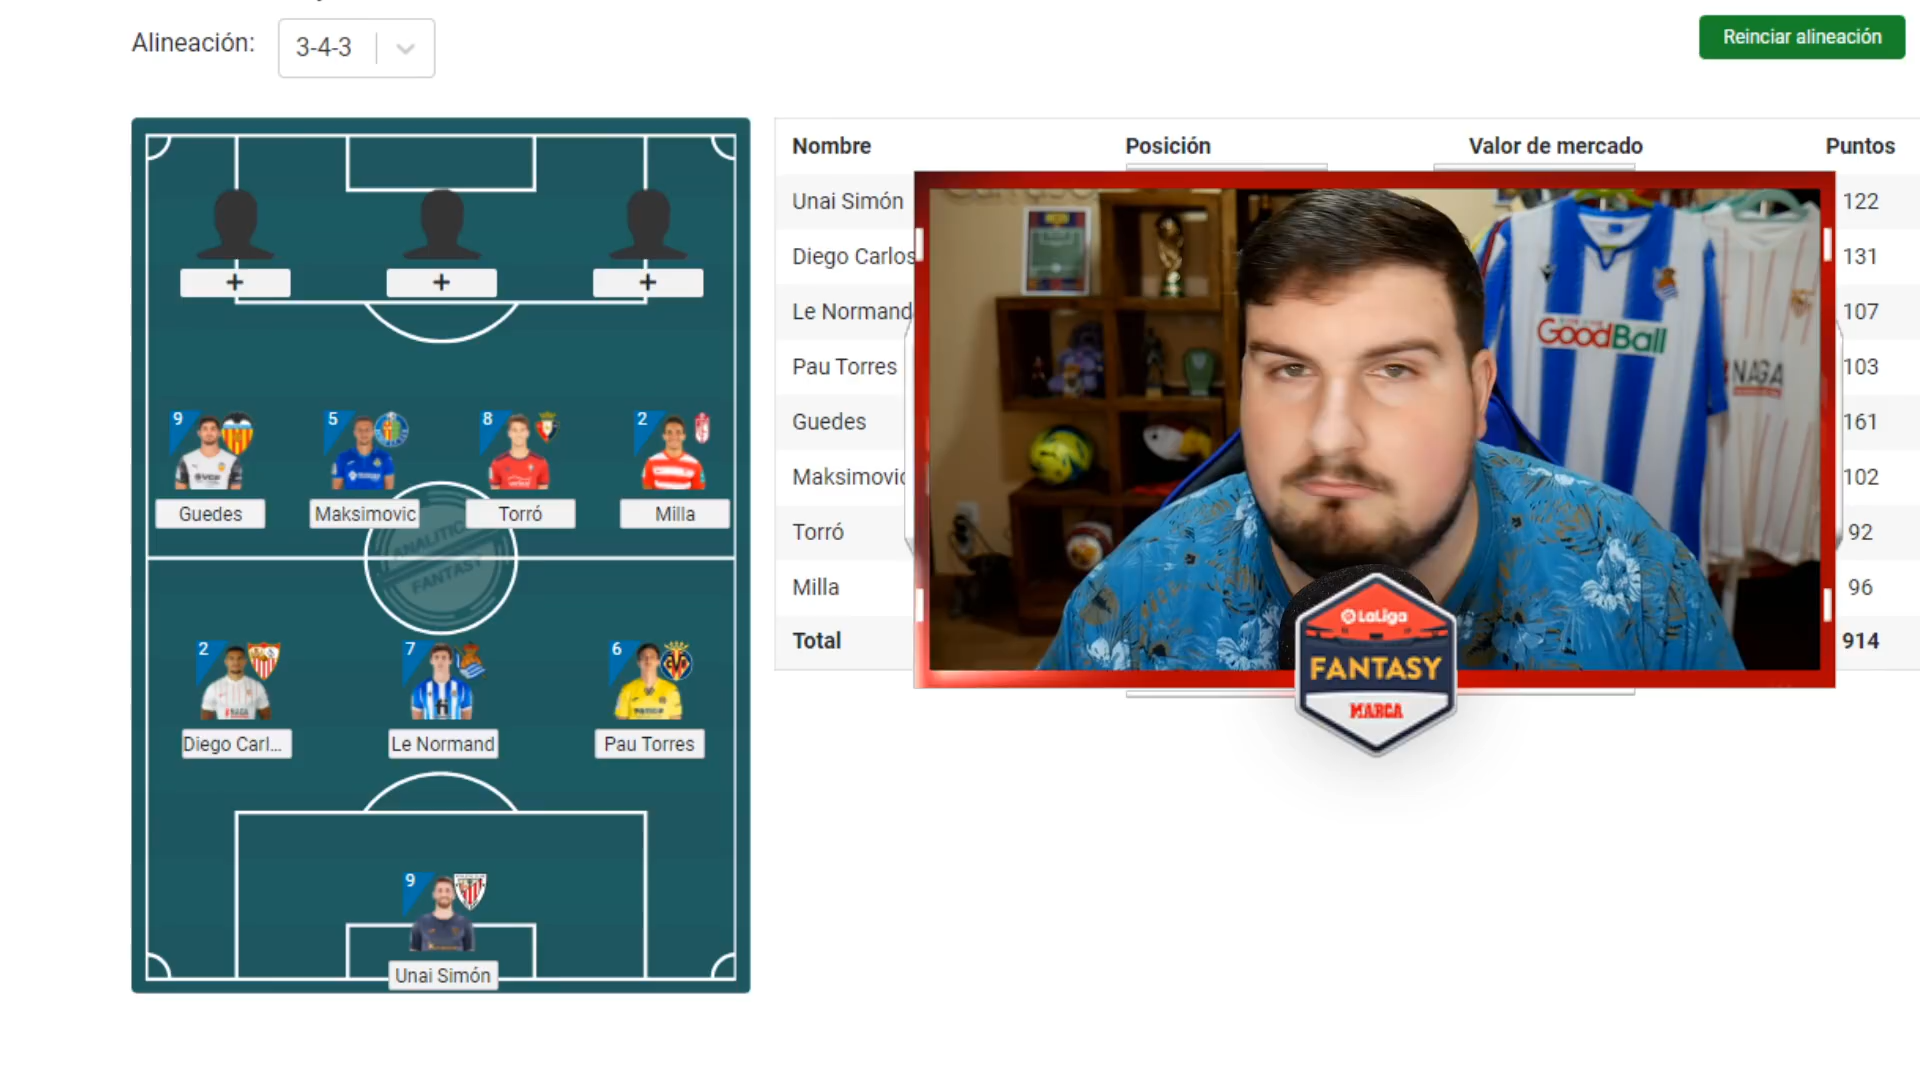 Alineación:
3-4-3
Reinciar alineación
Nombre Posición Valor de mercado Puntos
Unai Simón 122
Diego Carlos 131
Le Normand 107
Pau Torres 103
Guedes 161
Maksimovic 102
Torró 92
Milla 96
Total 914
+ + +
9 5 8 2
Guedes Maksimovic Torró Milla
ANALITICA
FANTASY
2 7 6
Diego Carl... Le Normand Pau Torres
9
Unai Simón
GoodBall
NAGA
LaLiga
FANTASY
MARCA